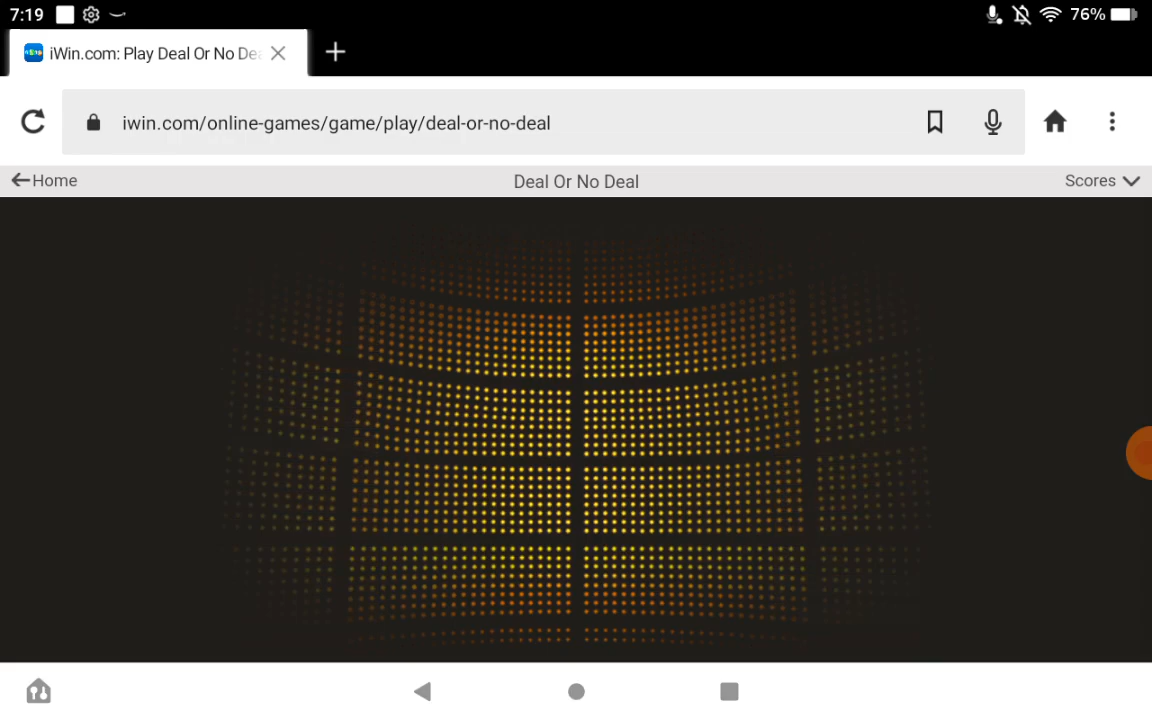 7:19 76%
iWin.com: Play Deal Or No De
iwin.com/online-games/game/play/deal-or-no-deal
Home Deal Or No Deal Scores